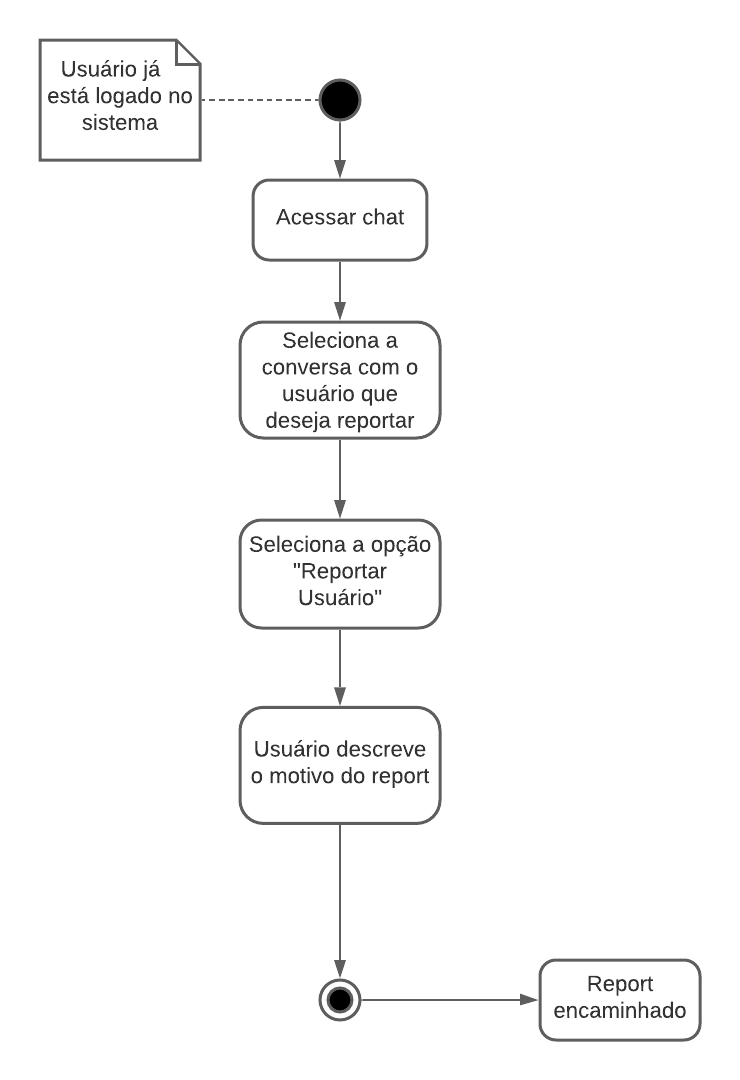 Usuário já
está logado no
sistema
Acessar chat
Seleciona a
conversa com o
usuário que
deseja reportar
Seleciona a opção
"Reportar
Usuário"
Usuário descreve
o motivo do report
Report
encaminhado